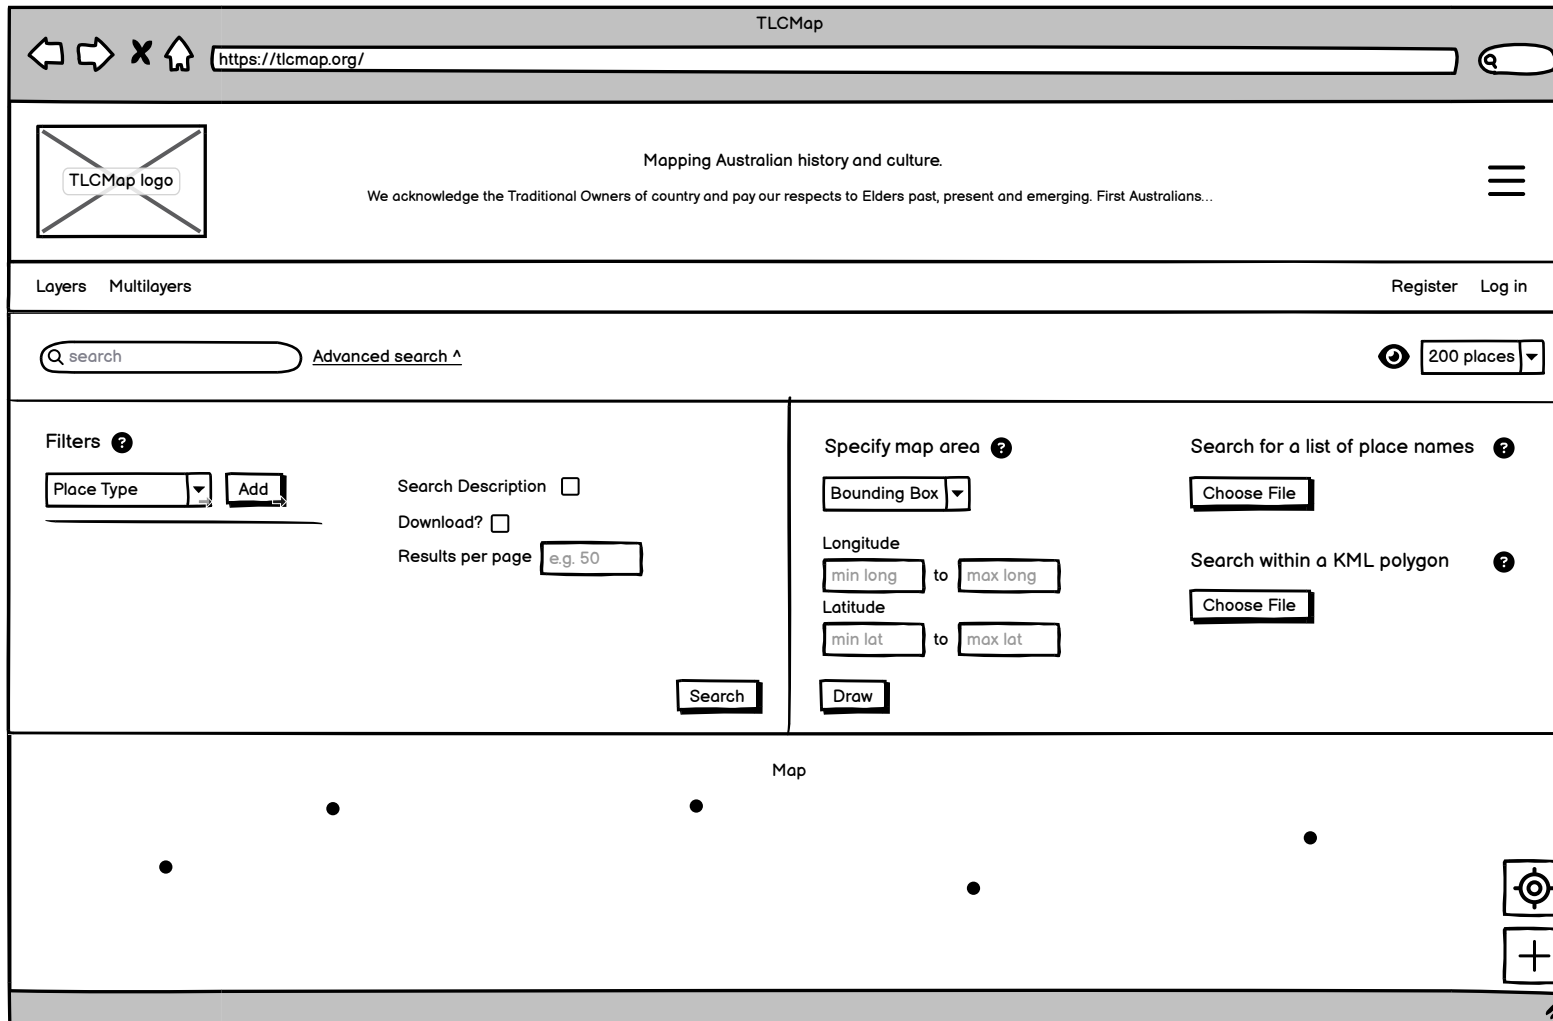 TLCMap
https://tlcmap.org/
TLCMap logo
Mapping Australian history and culture.
We acknowledge the Traditional Owners of country and pay our respects to Elders past, present and emerging. First Australians...
Layers Multilayers Register Log in
search Advanced search ^ 200 places
Filters ?
Place Type Add
Search Description
Download?
Results per page e.g. 50
Search
Specify map area ?
Bounding Box
Longitude
min long to max long
Latitude
min lat to max lat
Draw
Search for a list of place names ?
Choose File
Search within a KML polygon ?
Choose File
Map